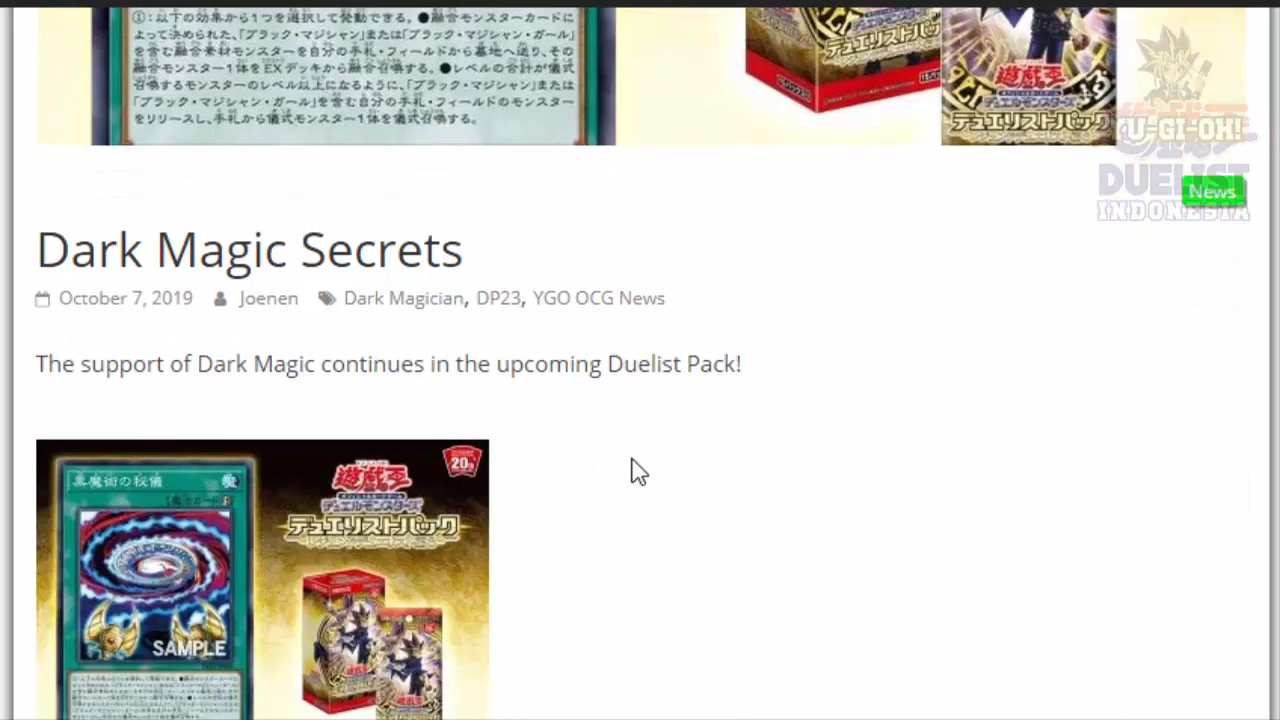 ①:以下の効果から1つを選択して発動できる。●融合モンスターカードに
よって決められた、「ブラック・マジシャン」または「ブラック・マジシャン・ガール」
を含む融合素材モンスターを自分の手札・フィールドから墓地へ送り、その
融合モンスター1体をEXデッキから融合召喚する。●レベルの合計が儀式
召喚するモンスターのレベル以上になるように、「ブラック・マジシャン」または
「ブラック・マジシャン・ガール」を含む自分の手札・フィールドのモンスター
をリリースし、手札から儀式モンスター1体を儀式召喚する。
デュエリストパック
遊戯王
デュエルモンスターズ
デュエリストパック
YU-GI-OH!
DUELIST
INDONESIA
News
Dark Magic Secrets
October 7, 2019 Joenen Dark Magician, DP23, YGO OCG News
The support of Dark Magic continues in the upcoming Duelist Pack!
黒魔術の秘儀
SAMPLE
20th
遊戯王
デュエルモンスターズ
デュエリストパック